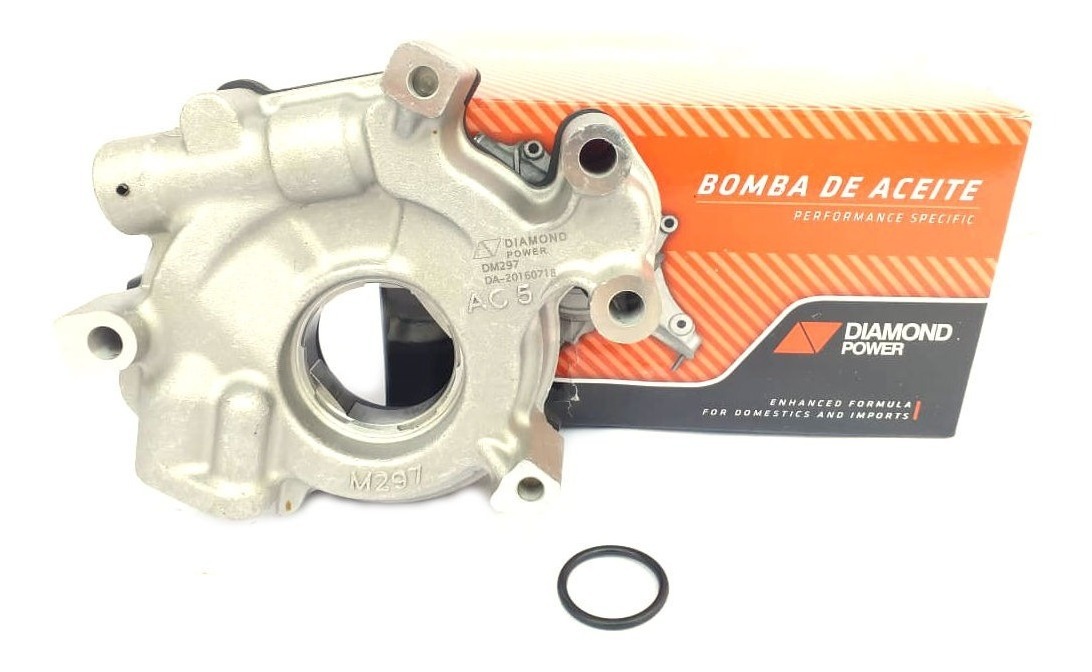 BOMBA DE ACEITE
PERFORMANCE SPECIFIC
DIAMOND
POWER
DM297
DA-20160718
AC 5
DIAMOND
POWER
ENHANCED FORMULA
FOR DOMESTICS AND IMPORTS
M297